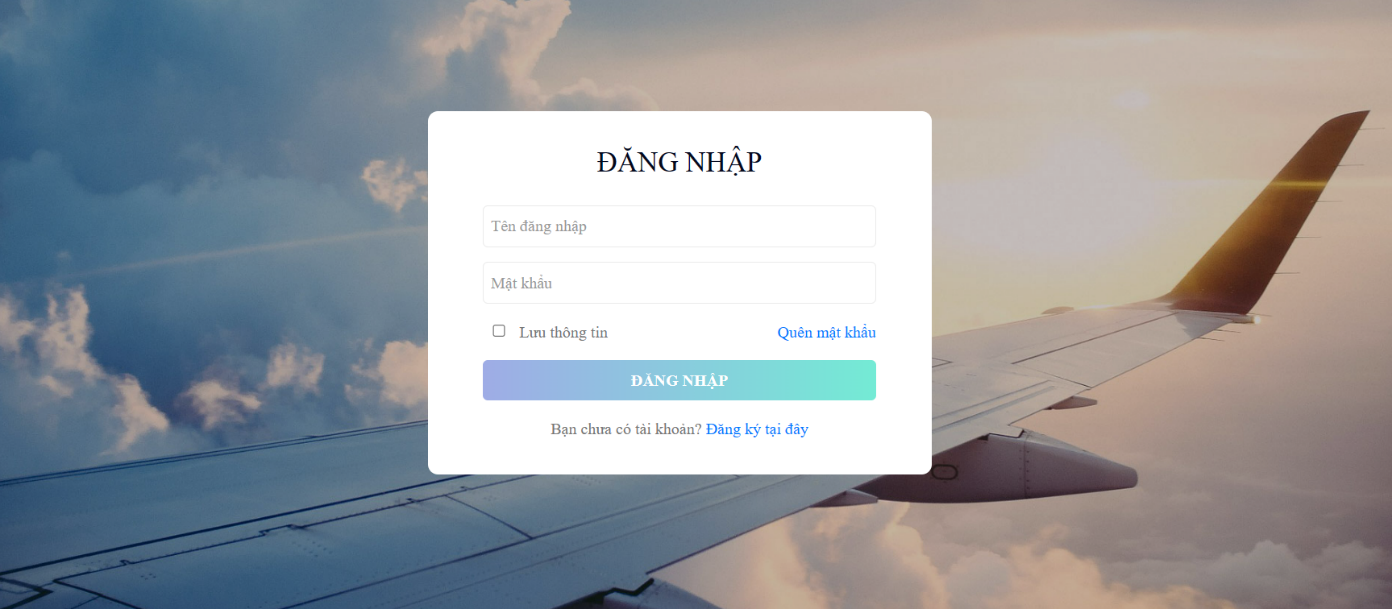 ĐĂNG NHẬP
Tên đăng nhập
Mật khẩu
Lưu thông tin Quên mật khẩu
ĐĂNG NHẬP
Bạn chưa có tài khoản? Đăng ký tại đây